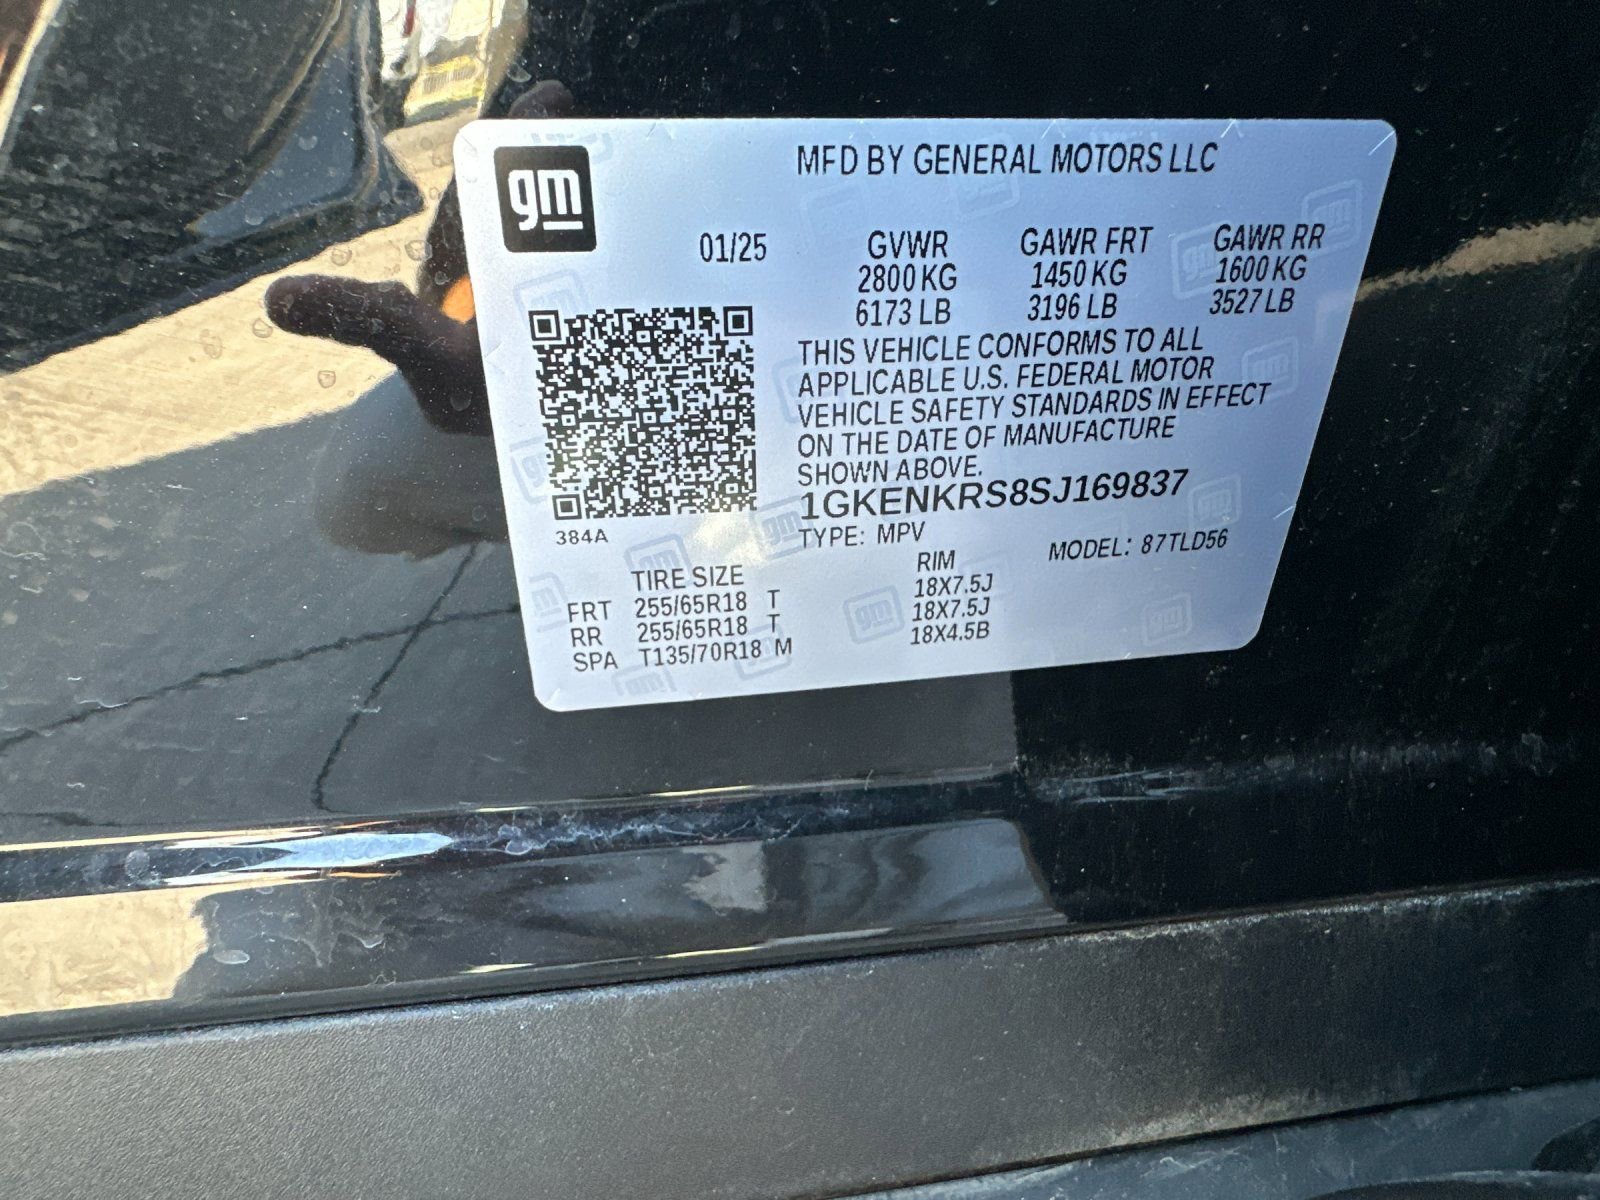 gm
MFD BY GENERAL MOTORS LLC
01/25
GVWR
2800 KG
6173 LB
GAWR FRT
1450 KG
3196 LB
GAWR RR
1600 KG
3527 LB
THIS VEHICLE CONFORMS TO ALL
APPLICABLE U.S. FEDERAL MOTOR
VEHICLE SAFETY STANDARDS IN EFFECT
ON THE DATE OF MANUFACTURE
SHOWN ABOVE.
1GKENKRS8SJ169837
TYPE: MPV
MODEL: 87TLD56
384A
TIRE SIZE RIM
FRT 255/65R18 T 18X7.5J
RR 255/65R18 T 18X7.5J
SPA T135/70R18 M 18X4.5B